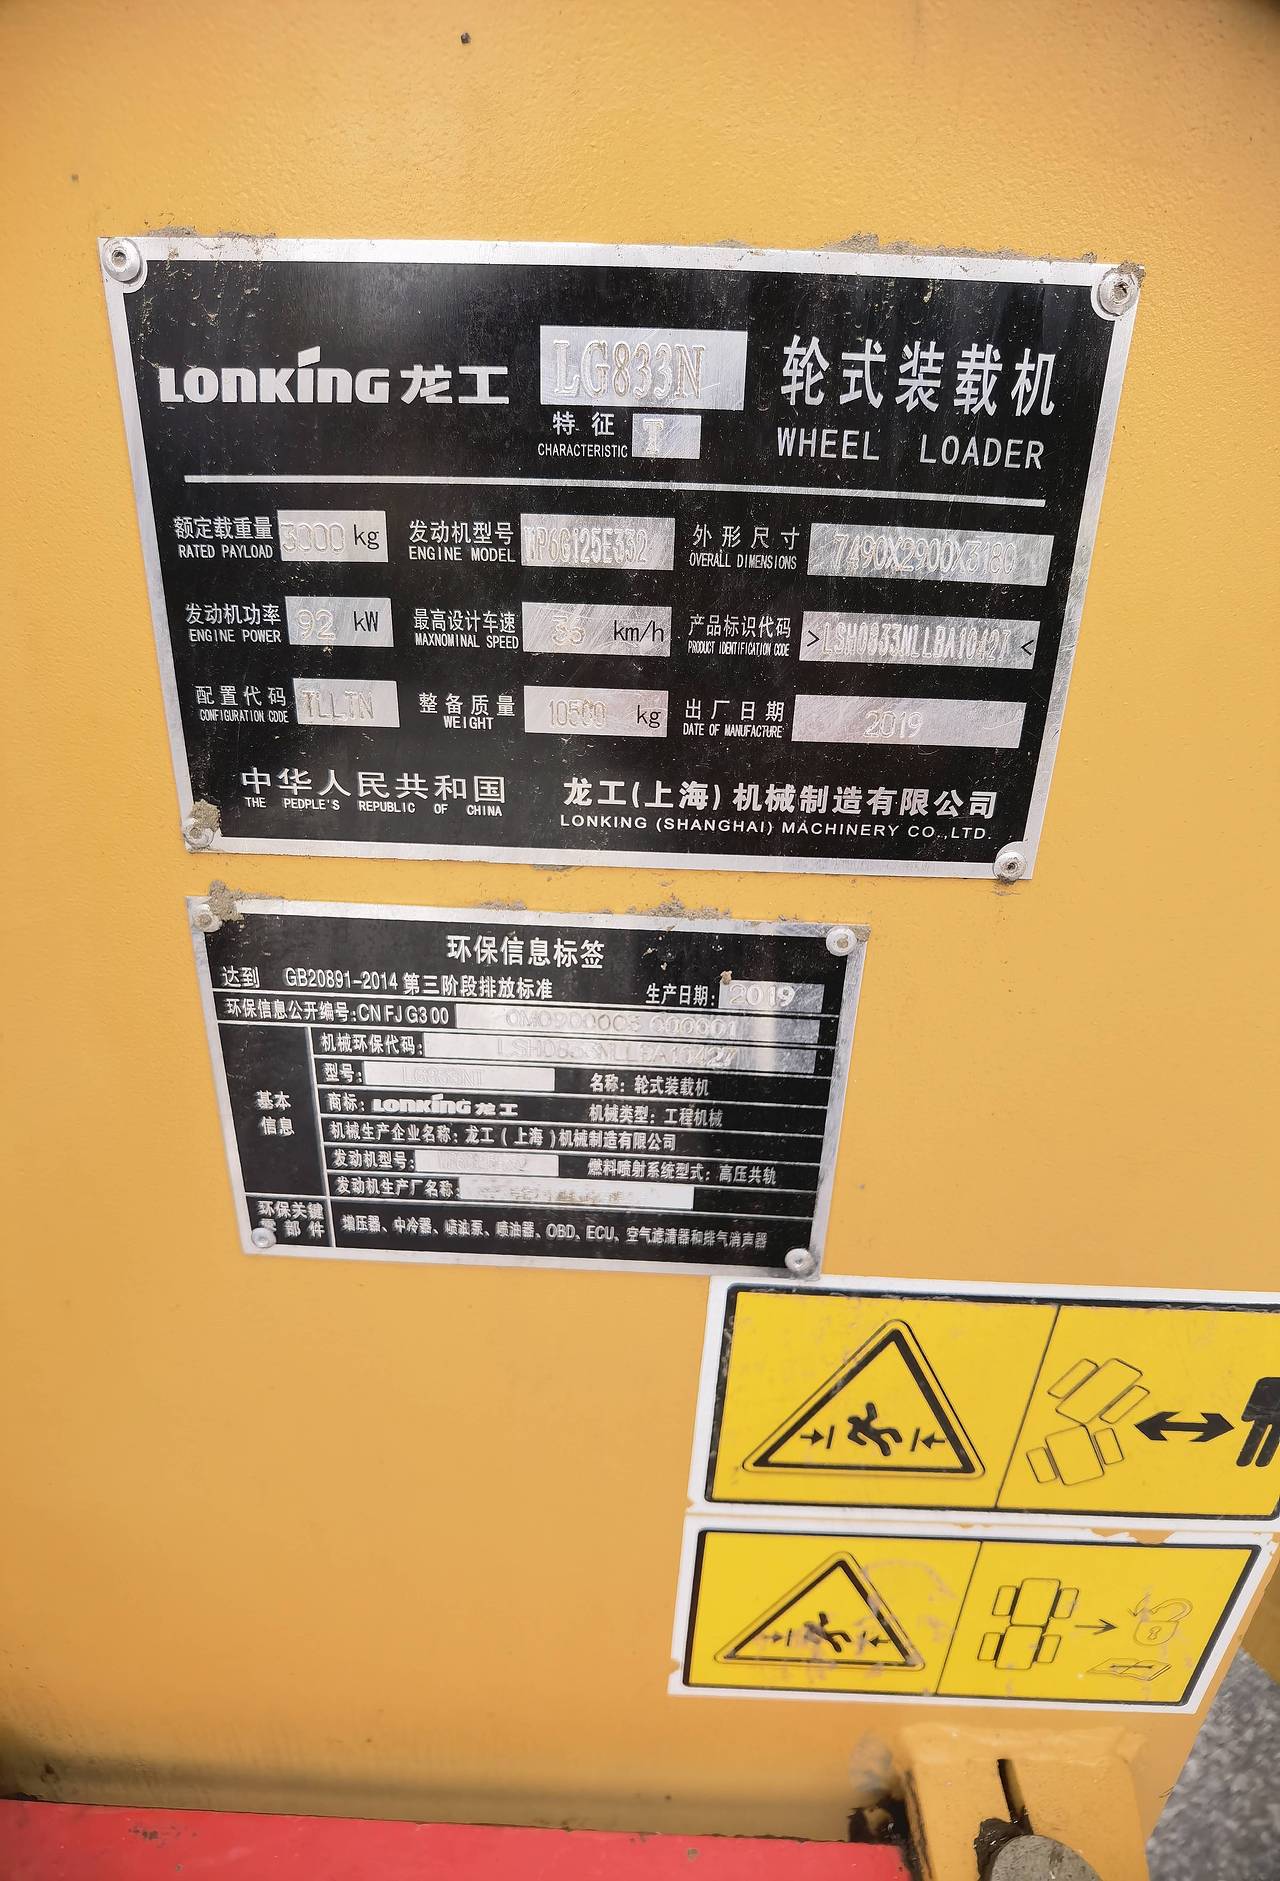 LONKING 龙工 LG833N 轮式装载机
特征 T WHEEL LOADER
CHARACTERISTIC
额定载重量 3000 kg 发动机型号 WP6G125E332 外形尺寸 7490X2900X3180
RATED PAYLOAD ENGINE MODEL OVERALL DIMENSIONS
发动机功率 92 kW 最高设计车速 km/h 产品标识代码 >LSH0833NLLBA10427<
ENGINE POWER MAXNOMINAL SPEED PRODUCT IDENTIFICATION CODE
配置代码 TLLTN 整备质量 10500 kg 出厂日期 2019
CONFIGURATION CODE WEIGHT DATE OF MANUFACTURE
中华人民共和国 龙工(上海)机械制造有限公司
THE PEOPLE'S REPUBLIC OF CHINA LONKING (SHANGHAI) MACHINERY CO.,LTD.
环保信息标签
达到 GB20891-2014 第三阶段排放标准 生产日期: 2019
环保信息公开编号:CN FJ G3 00 000001
机械环保代码: LSH0833NLLBA10427
型号: 名称: 轮式装载机
基本信息 商标: LONKING 龙工 机械类型: 工程机械
机械生产企业名称: 龙工(上海)机械制造有限公司
发动机型号: 燃料喷射系统型式: 高压共轨
发动机生产厂名称:
环保关键零部件 增压器、中冷器、喷油泵、喷油器、OBD、ECU、空气滤清器和排气消声器